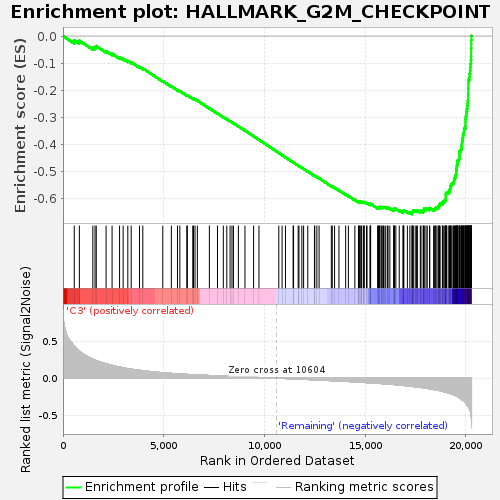 Enrichment plot: HALLMARK_G2M_CHECKPOINT
Enrichment score (ES)
0.0
-0.1
-0.2
-0.3
-0.4
-0.5
-0.6
'C3' (positively correlated)
Ranked list metric (Signal2Noise)
0.5
0.0
-0.5
Zero cross at 10604
'Remaining' (negatively correlated)
0
5,000
10,000
15,000
20,000
Rank in Ordered Dataset
Enrichment profile
Hits
Ranking metric scores